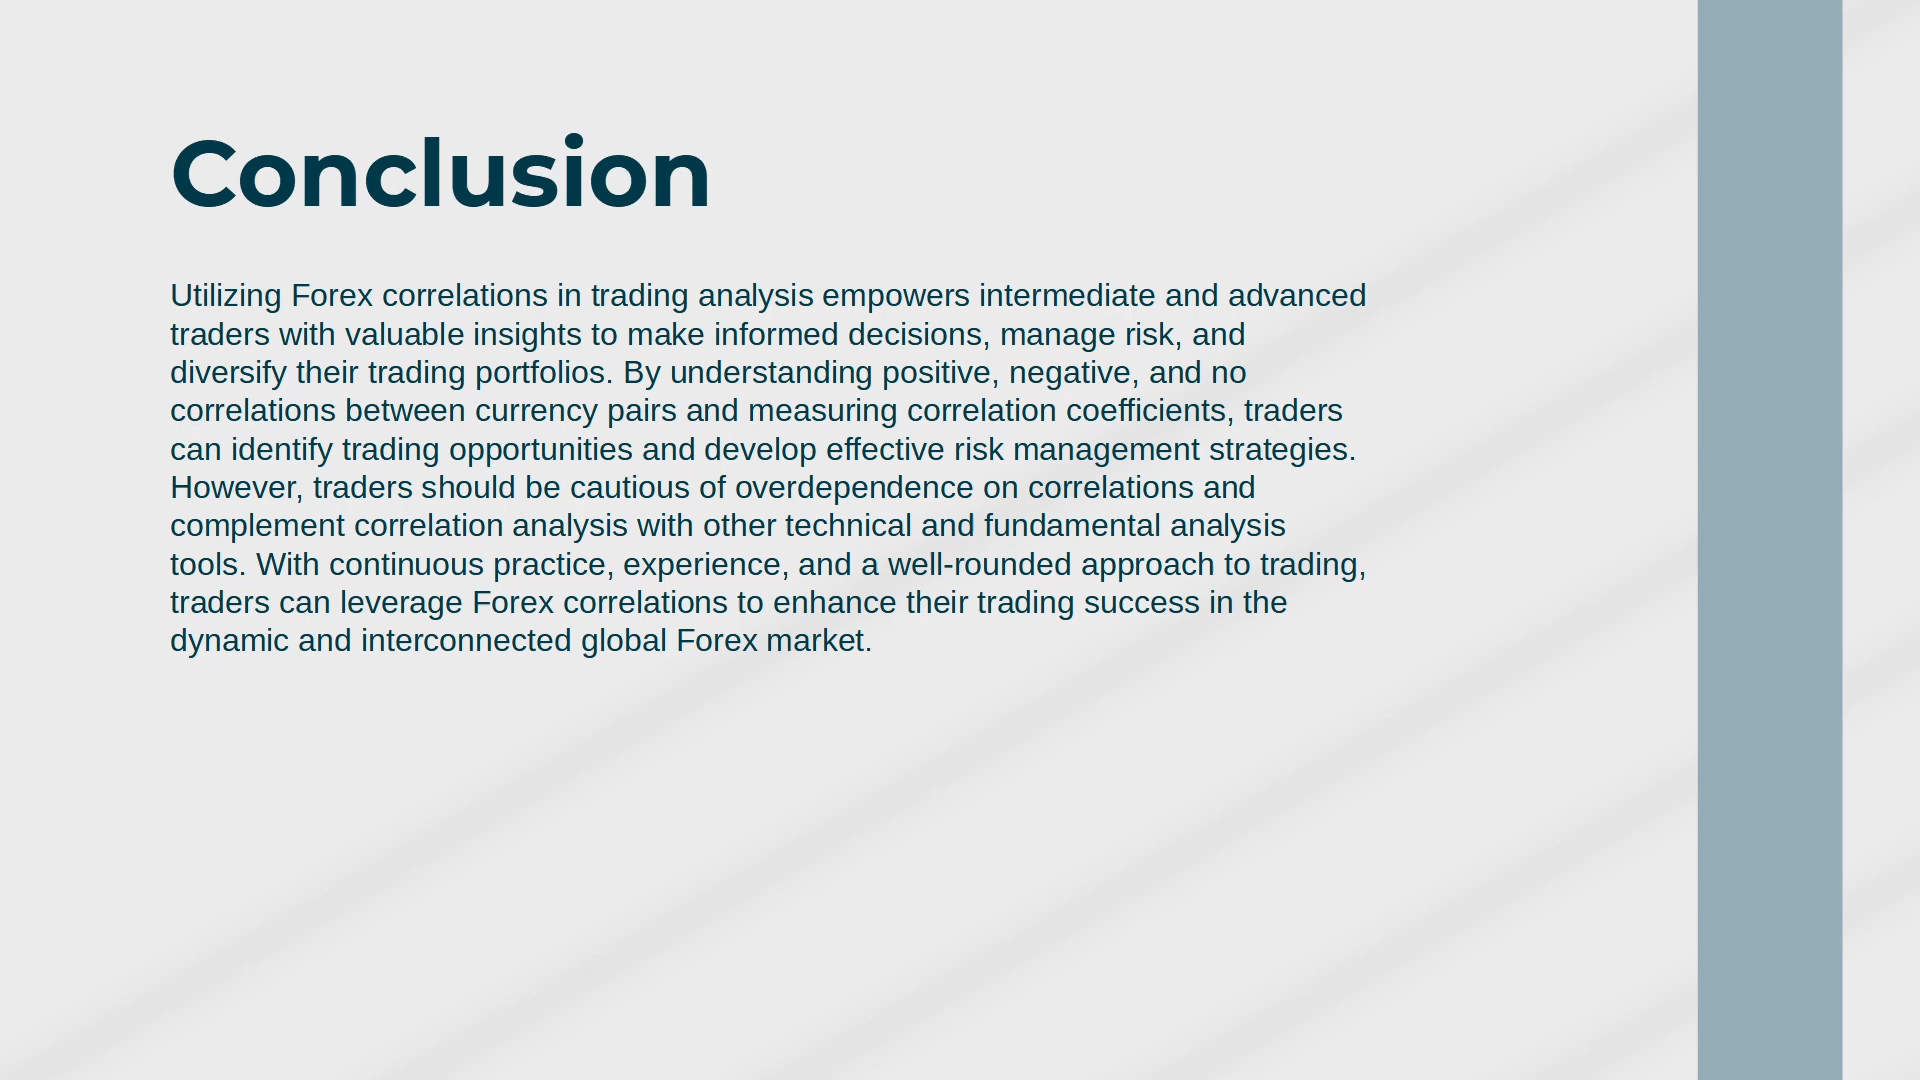 Conclusion
Utilizing Forex correlations in trading analysis empowers intermediate and advanced
traders with valuable insights to make informed decisions, manage risk, and
diversify their trading portfolios. By understanding positive, negative, and no
correlations between currency pairs and measuring correlation coefficients, traders
can identify trading opportunities and develop effective risk management strategies.
However, traders should be cautious of overdependence on correlations and
complement correlation analysis with other technical and fundamental analysis
tools. With continuous practice, experience, and a well-rounded approach to trading,
traders can leverage Forex correlations to enhance their trading success in the
dynamic and interconnected global Forex market.